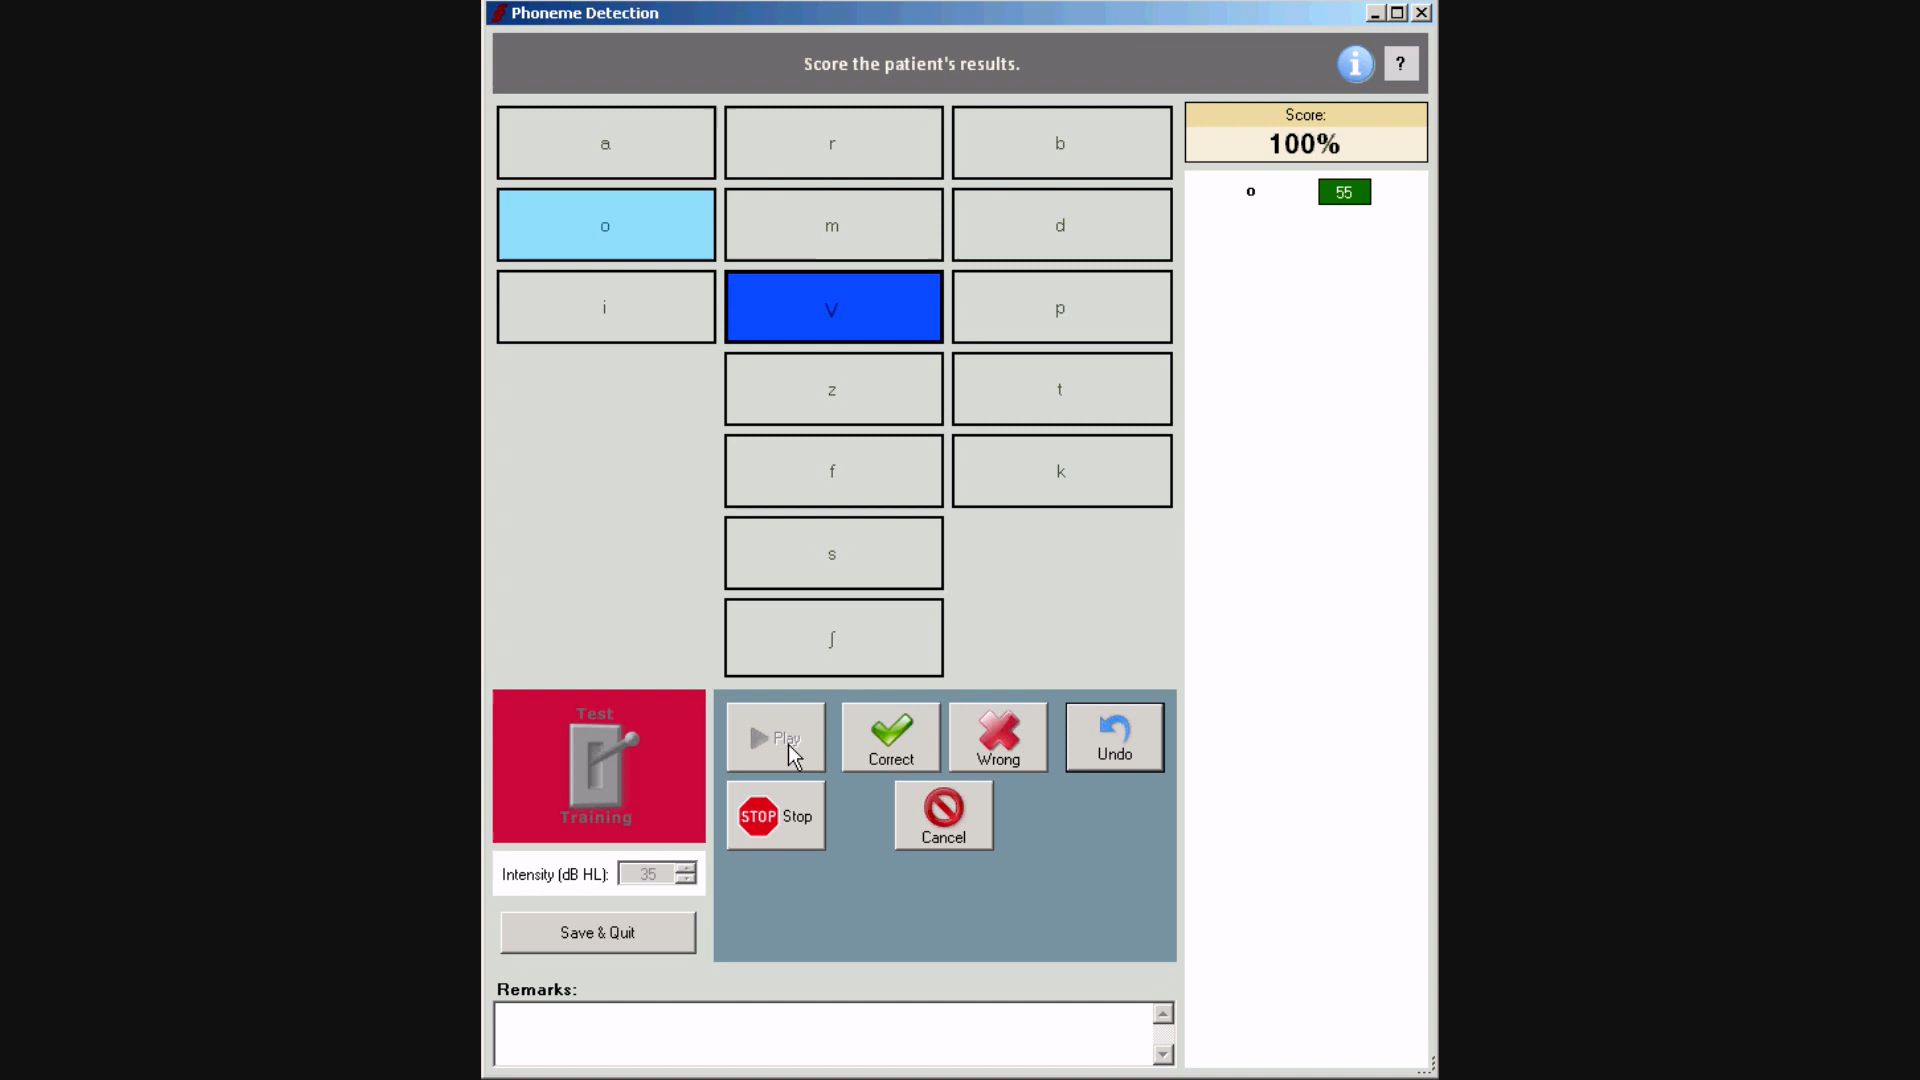 Phoneme Detection
Score the patient's results.
?
a r b
o m d
i V p
z t
f k
s
ʃ
Score:
100%
o 55
Test
Training
Play
Correct
Wrong
Undo
STOP Stop
Cancel
Intensity (dB HL): 35
Save & Quit
Remarks: